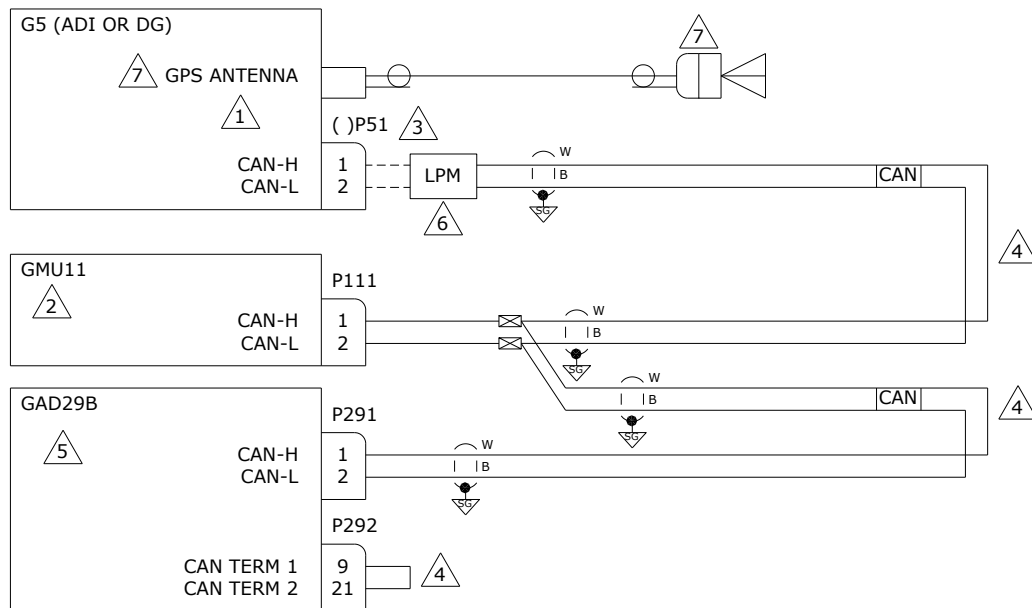 G5 (ADI OR DG)
7
7 GPS ANTENNA
1
( )P51 3
CAN-H 1
CAN-L 2
LPM
W
B
CAN
SG
6
4
GMU11
2
P111
CAN-H 1
CAN-L 2
W
B
SG
GAD29B
5
P291
W
B
CAN
4
SG
CAN-H 1
CAN-L 2
W
B
SG
P292
CAN TERM 1 9
CAN TERM 2 21
4